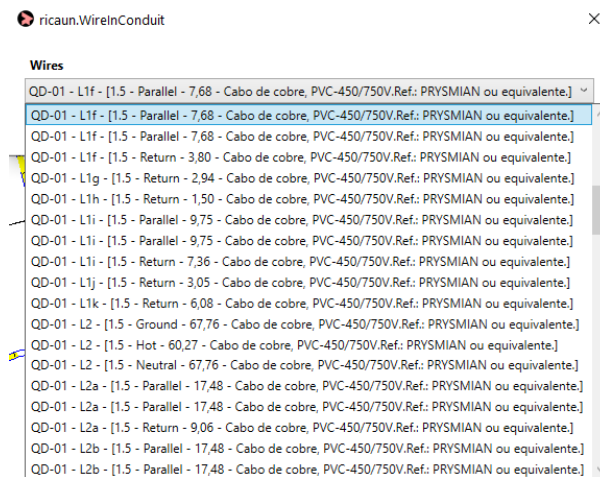 ricaun.WireInConduit
Wires
QD-01 - L1f - [1.5 - Parallel - 7,68 - Cabo de cobre, PVC-450/750V.Ref.: PRYSMIAN ou equivalente.]
QD-01 - L1f - [1.5 - Parallel - 7,68 - Cabo de cobre, PVC-450/750V.Ref.: PRYSMIAN ou equivalente.]
QD-01 - L1f - [1.5 - Parallel - 7,68 - Cabo de cobre, PVC-450/750V.Ref.: PRYSMIAN ou equivalente.]
QD-01 - L1f - [1.5 - Return - 3,80 - Cabo de cobre, PVC-450/750V.Ref.: PRYSMIAN ou equivalente.]
QD-01 - L1g - [1.5 - Return - 2,94 - Cabo de cobre, PVC-450/750V.Ref.: PRYSMIAN ou equivalente.]
QD-01 - L1h - [1.5 - Return - 1,50 - Cabo de cobre, PVC-450/750V.Ref.: PRYSMIAN ou equivalente.]
QD-01 - L1i - [1.5 - Parallel - 9,75 - Cabo de cobre, PVC-450/750V.Ref.: PRYSMIAN ou equivalente.]
QD-01 - L1i - [1.5 - Parallel - 9,75 - Cabo de cobre, PVC-450/750V.Ref.: PRYSMIAN ou equivalente.]
QD-01 - L1i - [1.5 - Return - 7,36 - Cabo de cobre, PVC-450/750V.Ref.: PRYSMIAN ou equivalente.]
QD-01 - L1j - [1.5 - Return - 3,05 - Cabo de cobre, PVC-450/750V.Ref.: PRYSMIAN ou equivalente.]
QD-01 - L1k - [1.5 - Return - 6,08 - Cabo de cobre, PVC-450/750V.Ref.: PRYSMIAN ou equivalente.]
QD-01 - L2 - [1.5 - Ground - 67,76 - Cabo de cobre, PVC-450/750V.Ref.: PRYSMIAN ou equivalente.]
QD-01 - L2 - [1.5 - Hot - 60,27 - Cabo de cobre, PVC-450/750V.Ref.: PRYSMIAN ou equivalente.]
QD-01 - L2 - [1.5 - Neutral - 67,76 - Cabo de cobre, PVC-450/750V.Ref.: PRYSMIAN ou equivalente.]
QD-01 - L2a - [1.5 - Parallel - 17,48 - Cabo de cobre, PVC-450/750V.Ref.: PRYSMIAN ou equivalente.]
QD-01 - L2a - [1.5 - Parallel - 17,48 - Cabo de cobre, PVC-450/750V.Ref.: PRYSMIAN ou equivalente.]
QD-01 - L2a - [1.5 - Return - 9,06 - Cabo de cobre, PVC-450/750V.Ref.: PRYSMIAN ou equivalente.]
QD-01 - L2b - [1.5 - Parallel - 17,48 - Cabo de cobre, PVC-450/750V.Ref.: PRYSMIAN ou equivalente.]
QD-01 - L2b - [1.5 - Parallel - 17,48 - Cabo de cobre, PVC-450/750V.Ref.: PRYSMIAN ou equivalente.]